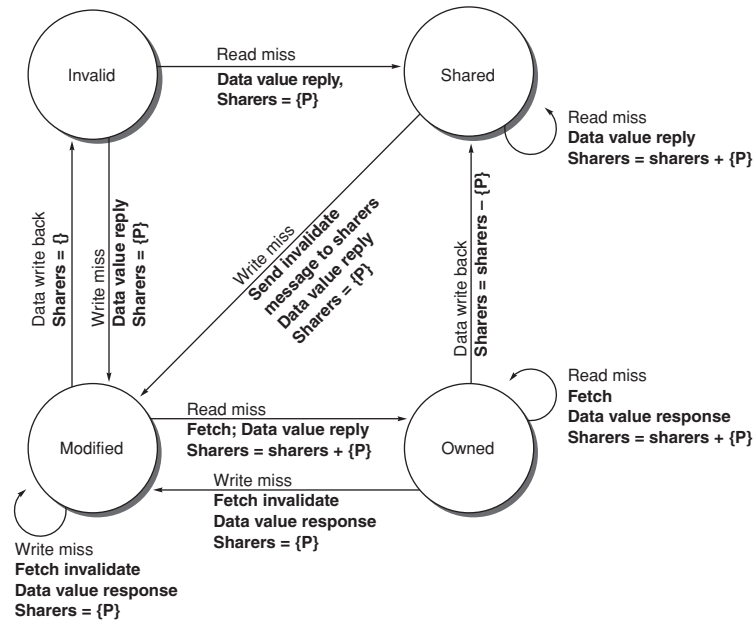 Invalid
Read miss
Data value reply,
Sharers = {P}
Shared
Read miss
Data value reply
Sharers = sharers + {P}
Data write back
Sharers = {}
Write miss
Data value reply
Sharers = {P}
Write miss
Send invalidate
message to sharers
Data value reply
Sharers = {P}
Data write back
Sharers = sharers – {P}
Modified
Read miss
Fetch; Data value reply
Sharers = sharers + {P}
Owned
Read miss
Fetch
Data value response
Sharers = sharers + {P}
Write miss
Fetch invalidate
Data value response
Sharers = {P}
Write miss
Fetch invalidate
Data value response
Sharers = {P}